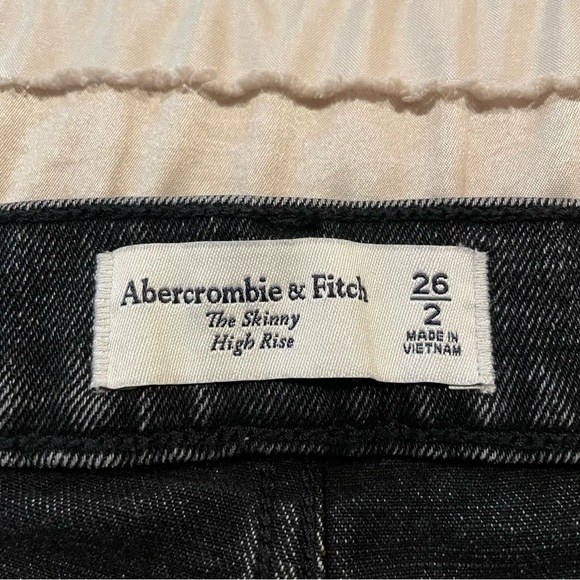 Abercrombie & Fitch
The Skinny
High Rise
26
2
MADE IN
VIETNAM